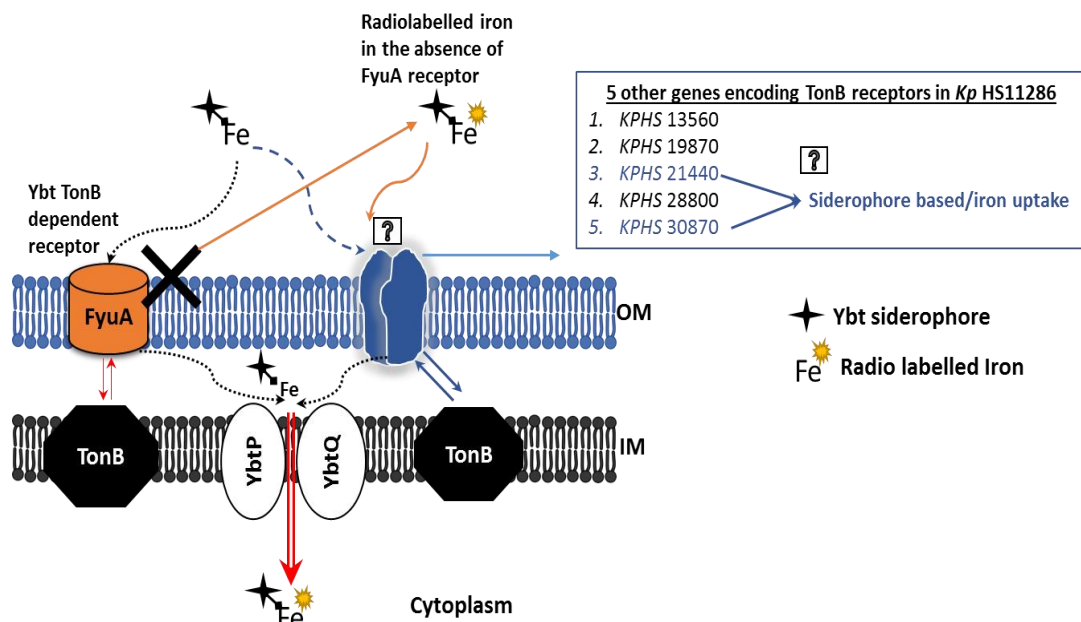 Radiolabelled iron
in the absence of
FyuA receptor
Fe
Fe
Ybt TonB
dependent
receptor
?
FyuA
OM
5 other genes encoding TonB receptors in Kp HS11286
1. KPHS 13560
2. KPHS 19870
3. KPHS 21440
4. KPHS 28800
5. KPHS 30870
?
Siderophore based/iron uptake
Ybt siderophore
Fe Radio labelled Iron
Fe
TonB
YbtP
YbtQ
TonB
IM
Fe
Cytoplasm